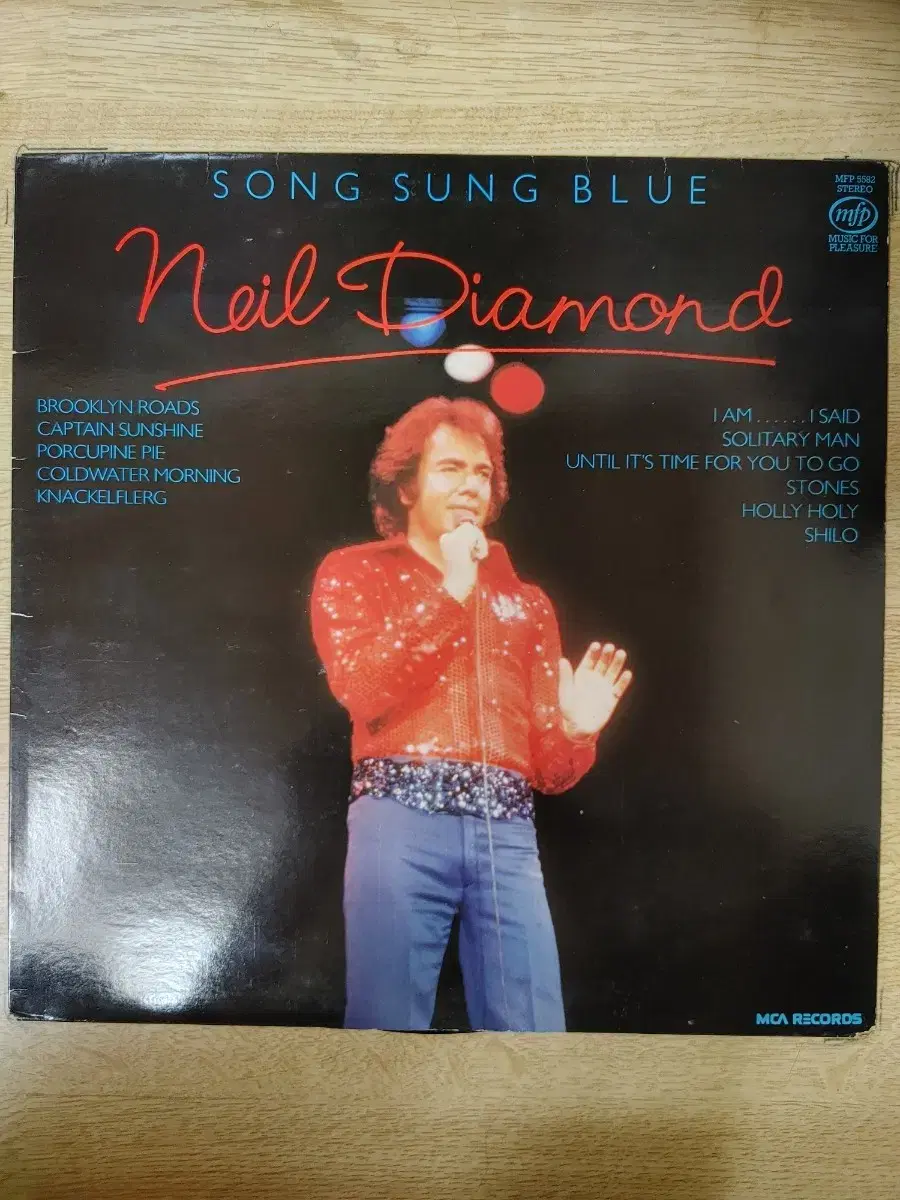 SONG SUNG BLUE
MFP 5582
STEREO
mfp
MUSIC FOR
PLEASURE
Neil Diamond
BROOKLYN ROADS
CAPTAIN SUNSHINE
PORCUPINE PIE
COLDWATER MORNING
KNACKELFLERG
I AM......I SAID
SOLITARY MAN
UNTIL IT'S TIME FOR YOU TO GO
STONES
HOLLY HOLY
SHILO
MCA RECORDS